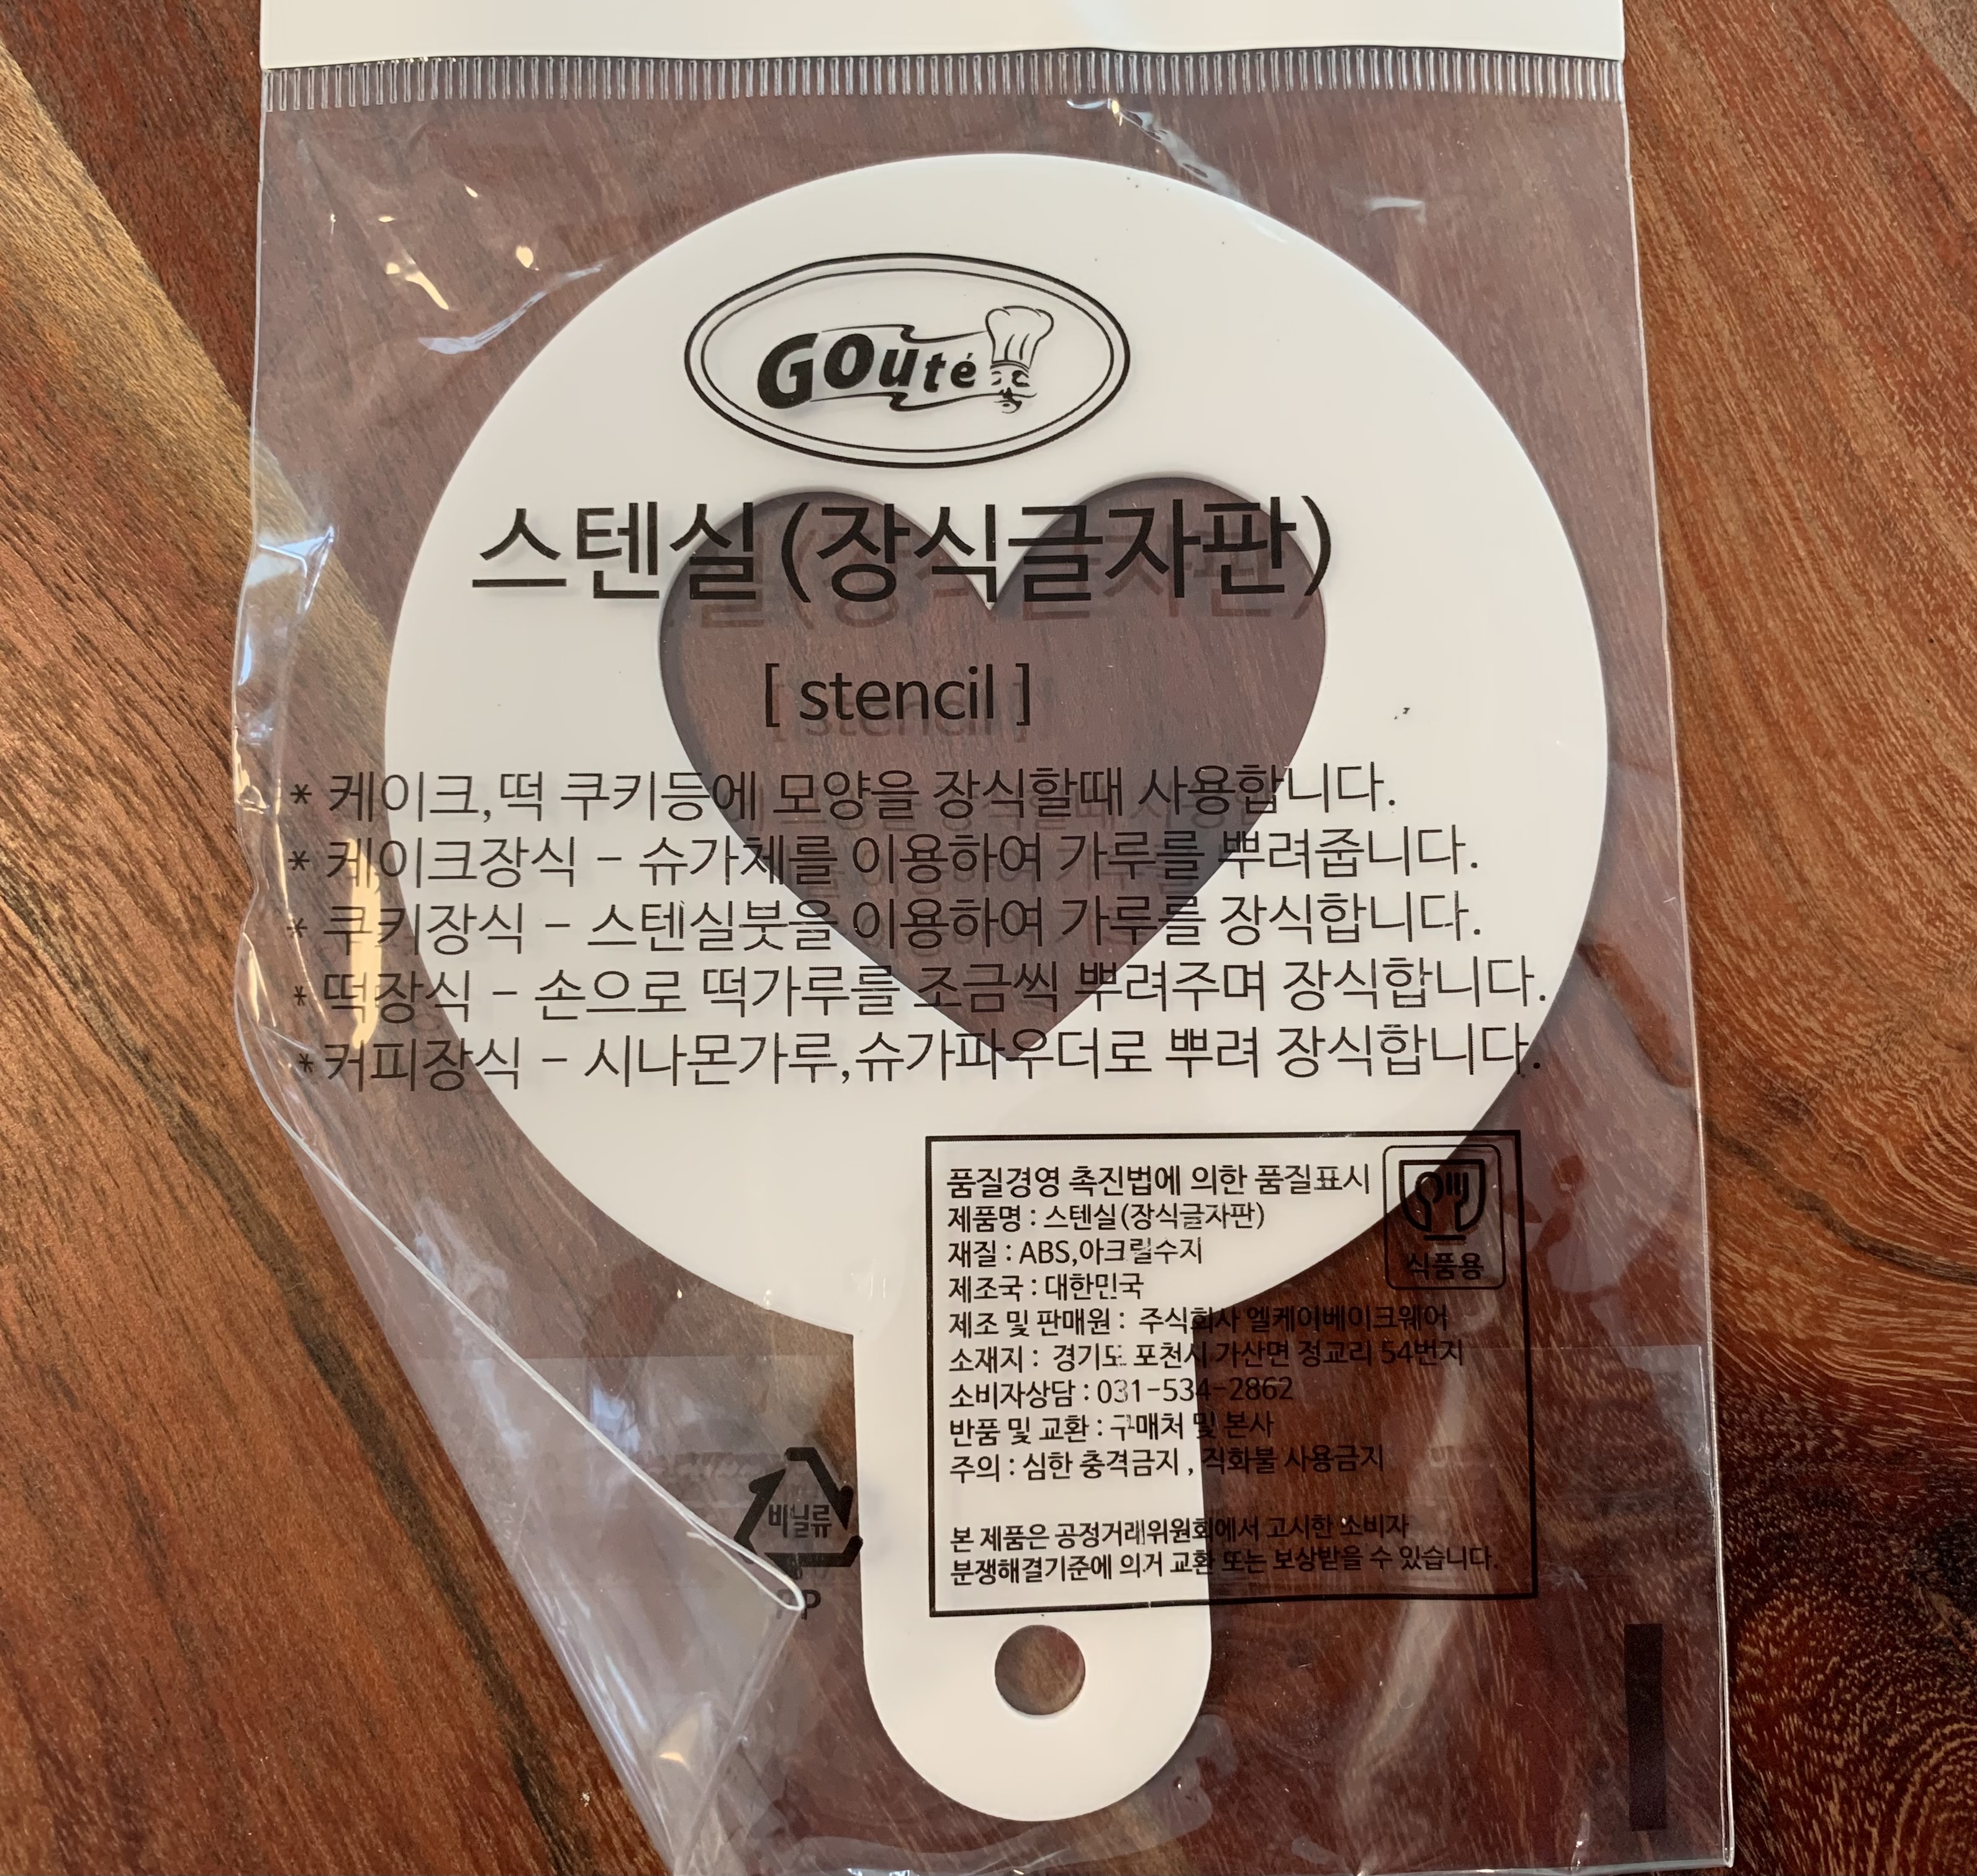 GOuté
스텐실(장식글자판)
[ stencil ]
* 케이크,떡 쿠키등에 모양을 장식할때 사용합니다.
* 케이크장식 - 슈가체를 이용하여 가루를 뿌려줍니다.
* 쿠키장식 - 스텐실붓을 이용하여 가루를 장식합니다.
* 떡장식 - 손으로 떡가루를 조금씩 뿌려주며 장식합니다.
* 커피장식 - 시나몬가루,슈가파우더로 뿌려 장식합니다.
품질경영 촉진법에 의한 품질표시
제품명 : 스텐실(장식글자판)
재질 : ABS,아크릴수지
제조국 : 대한민국
제조 및 판매원 : 주식회사 엘케이베이크웨어
소재지 : 경기도 포천시 가산면 정교리 54번지
소비자상담 : 031-534-2862
반품 및 교환 : 구매처 및 본사
주의 : 심한 충격금지 , 직화불 사용금지
본 제품은 공정거래위원회에서 고시한 소비자
분쟁해결기준에 의거 교환 또는 보상받을 수 있습니다.
식품용
비닐류
PP